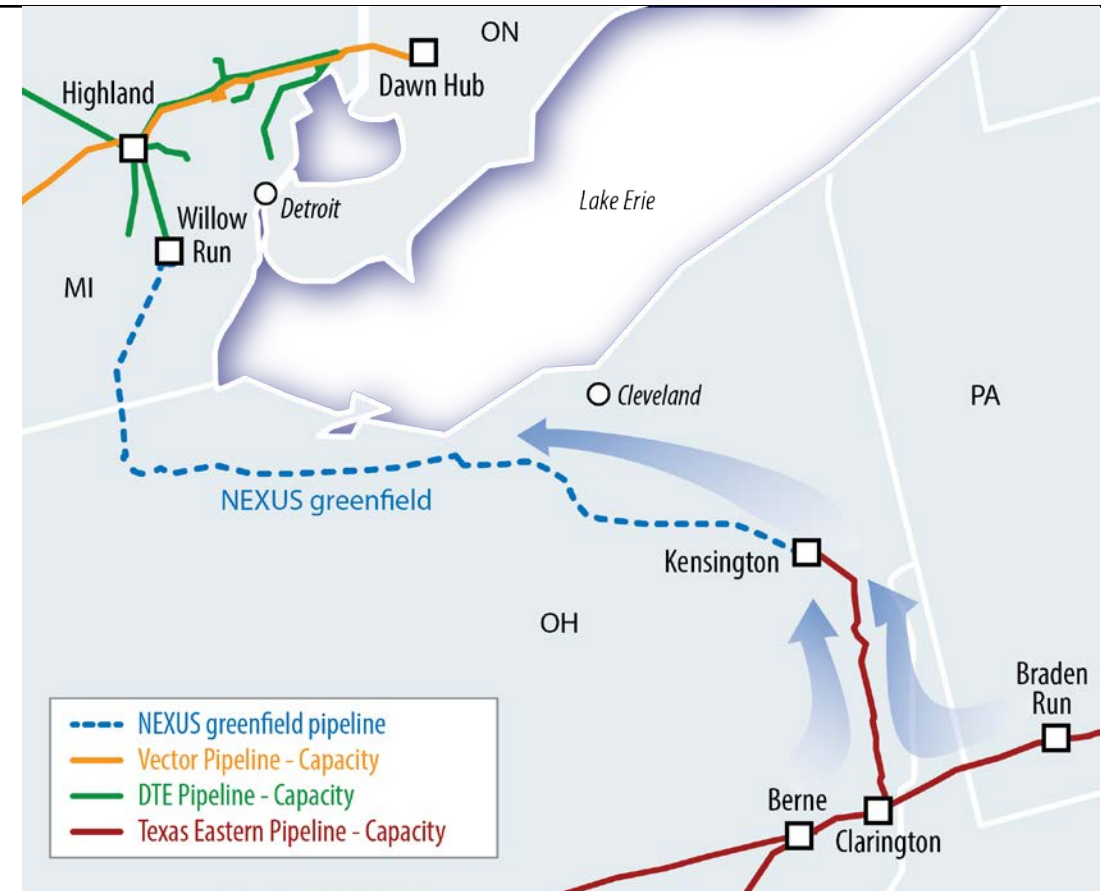 ON
Dawn Hub
Highland
Detroit
Lake Erie
Willow
Run
MI
Cleveland
PA
NEXUS greenfield
Kensington
OH
Braden
Run
Berne
Clarington
NEXUS greenfield pipeline
Vector Pipeline - Capacity
DTE Pipeline - Capacity
Texas Eastern Pipeline - Capacity